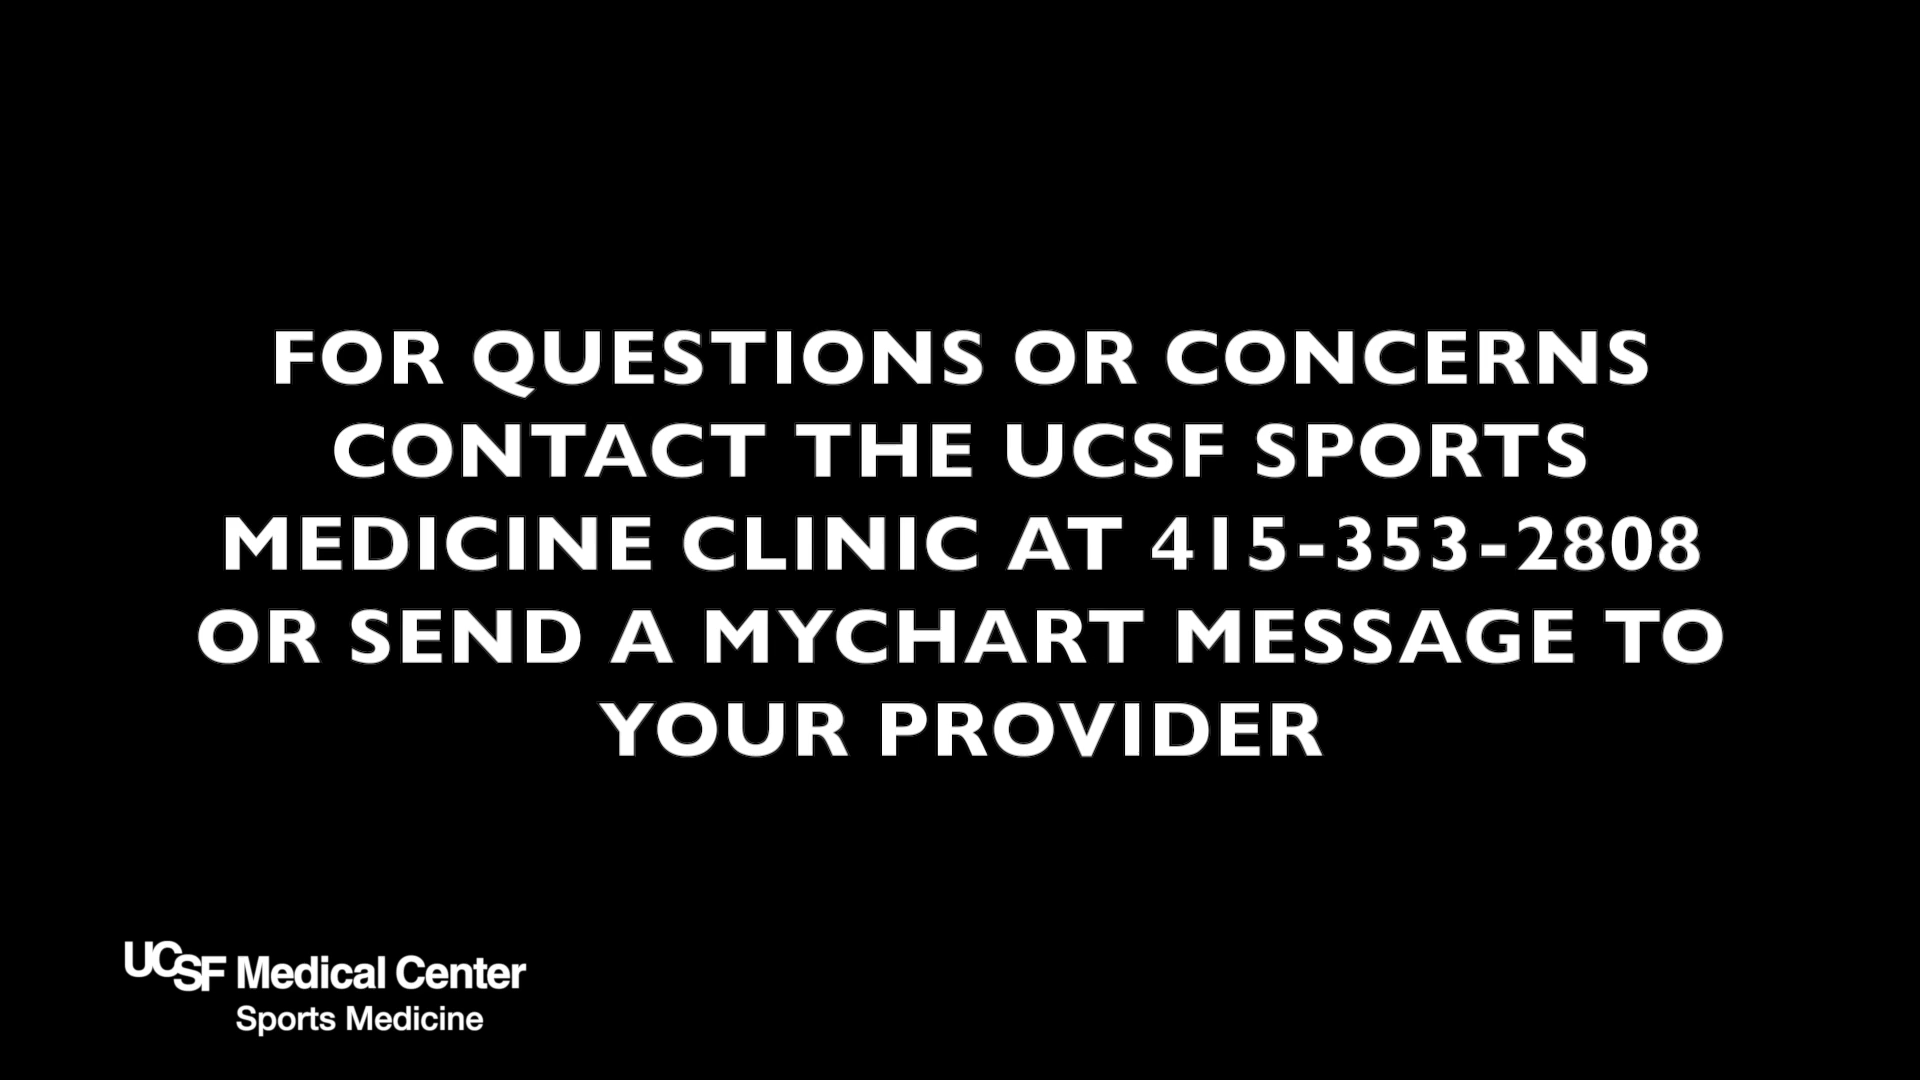 FOR QUESTIONS OR CONCERNS
CONTACT THE UCSF SPORTS
MEDICINE CLINIC AT 415-353-2808
OR SEND A MYCHART MESSAGE TO
YOUR PROVIDER
UCSF Medical Center
Sports Medicine